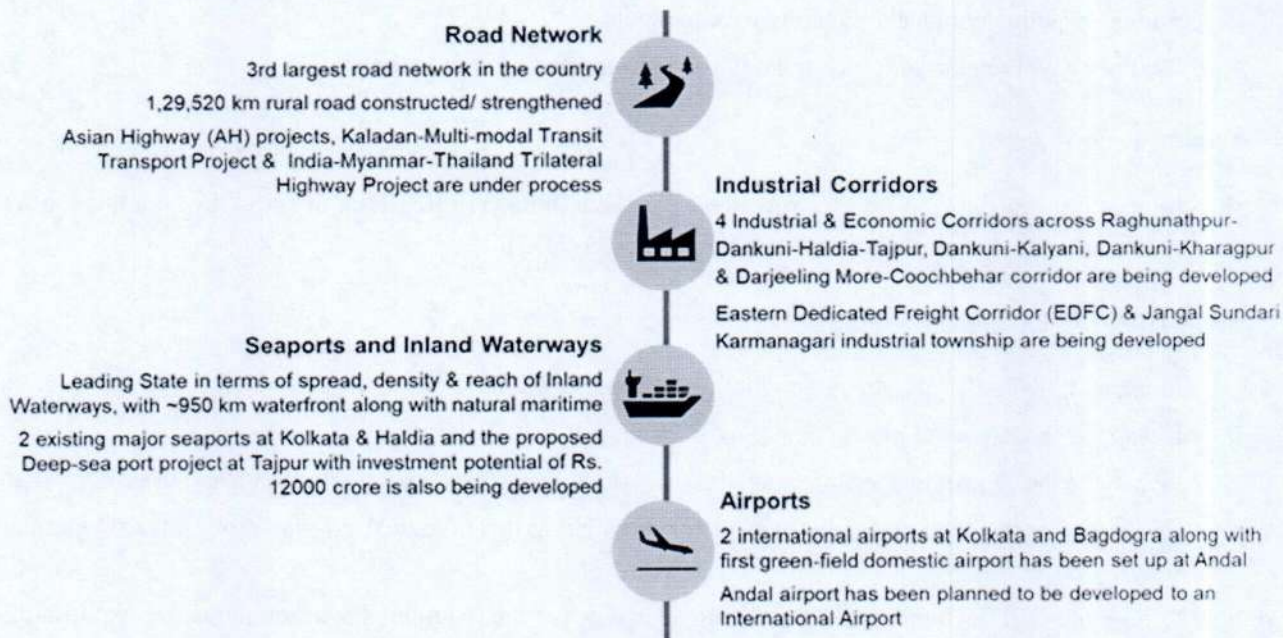 Road Network
3rd largest road network in the country
1,29,520 km rural road constructed/ strengthened
Asian Highway (AH) projects, Kaladan-Multi-modal Transit
Transport Project & India-Myanmar-Thailand Trilateral
Highway Project are under process
Industrial Corridors
4 Industrial & Economic Corridors across Raghunathpur-
Dankuni-Haldia-Tajpur, Dankuni-Kalyani, Dankuni-Kharagpur
& Darjeeling More-Coochbehar corridor are being developed
Eastern Dedicated Freight Corridor (EDFC) & Jangal Sundari
Karmanagari industrial township are being developed
Seaports and Inland Waterways
Leading State in terms of spread, density & reach of Inland
Waterways, with ~950 km waterfront along with natural maritime
2 existing major seaports at Kolkata & Haldia and the proposed
Deep-sea port project at Tajpur with investment potential of Rs.
12000 crore is also being developed
Airports
2 international airports at Kolkata and Bagdogra along with
first green-field domestic airport has been set up at Andal
Andal airport has been planned to be developed to an
International Airport